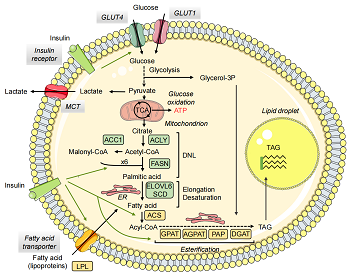 Glucose
GLUT4
GLUT1
Insulin
Insulin receptor
Glucose
Glycolysis
Glycerol-3P
Lactate
Lactate
Pyruvate
MCT
Glucose oxidation
TCA
ATP
Mitochondrion
Lipid droplet
TAG
Citrate
ACC1
ACLY
Malonyl-CoA
Acetyl-CoA
x6
FASN
DNL
Palmitic acid
Insulin
ER
ELOVL6
SCD
Elongation
Desaturation
Fatty acid
ACS
Acyl-CoA
GPAT
AGPAT
PAP
DGAT
TAG
Esterification
Fatty acid transporter
Fatty acid
(lipoproteins)
LPL